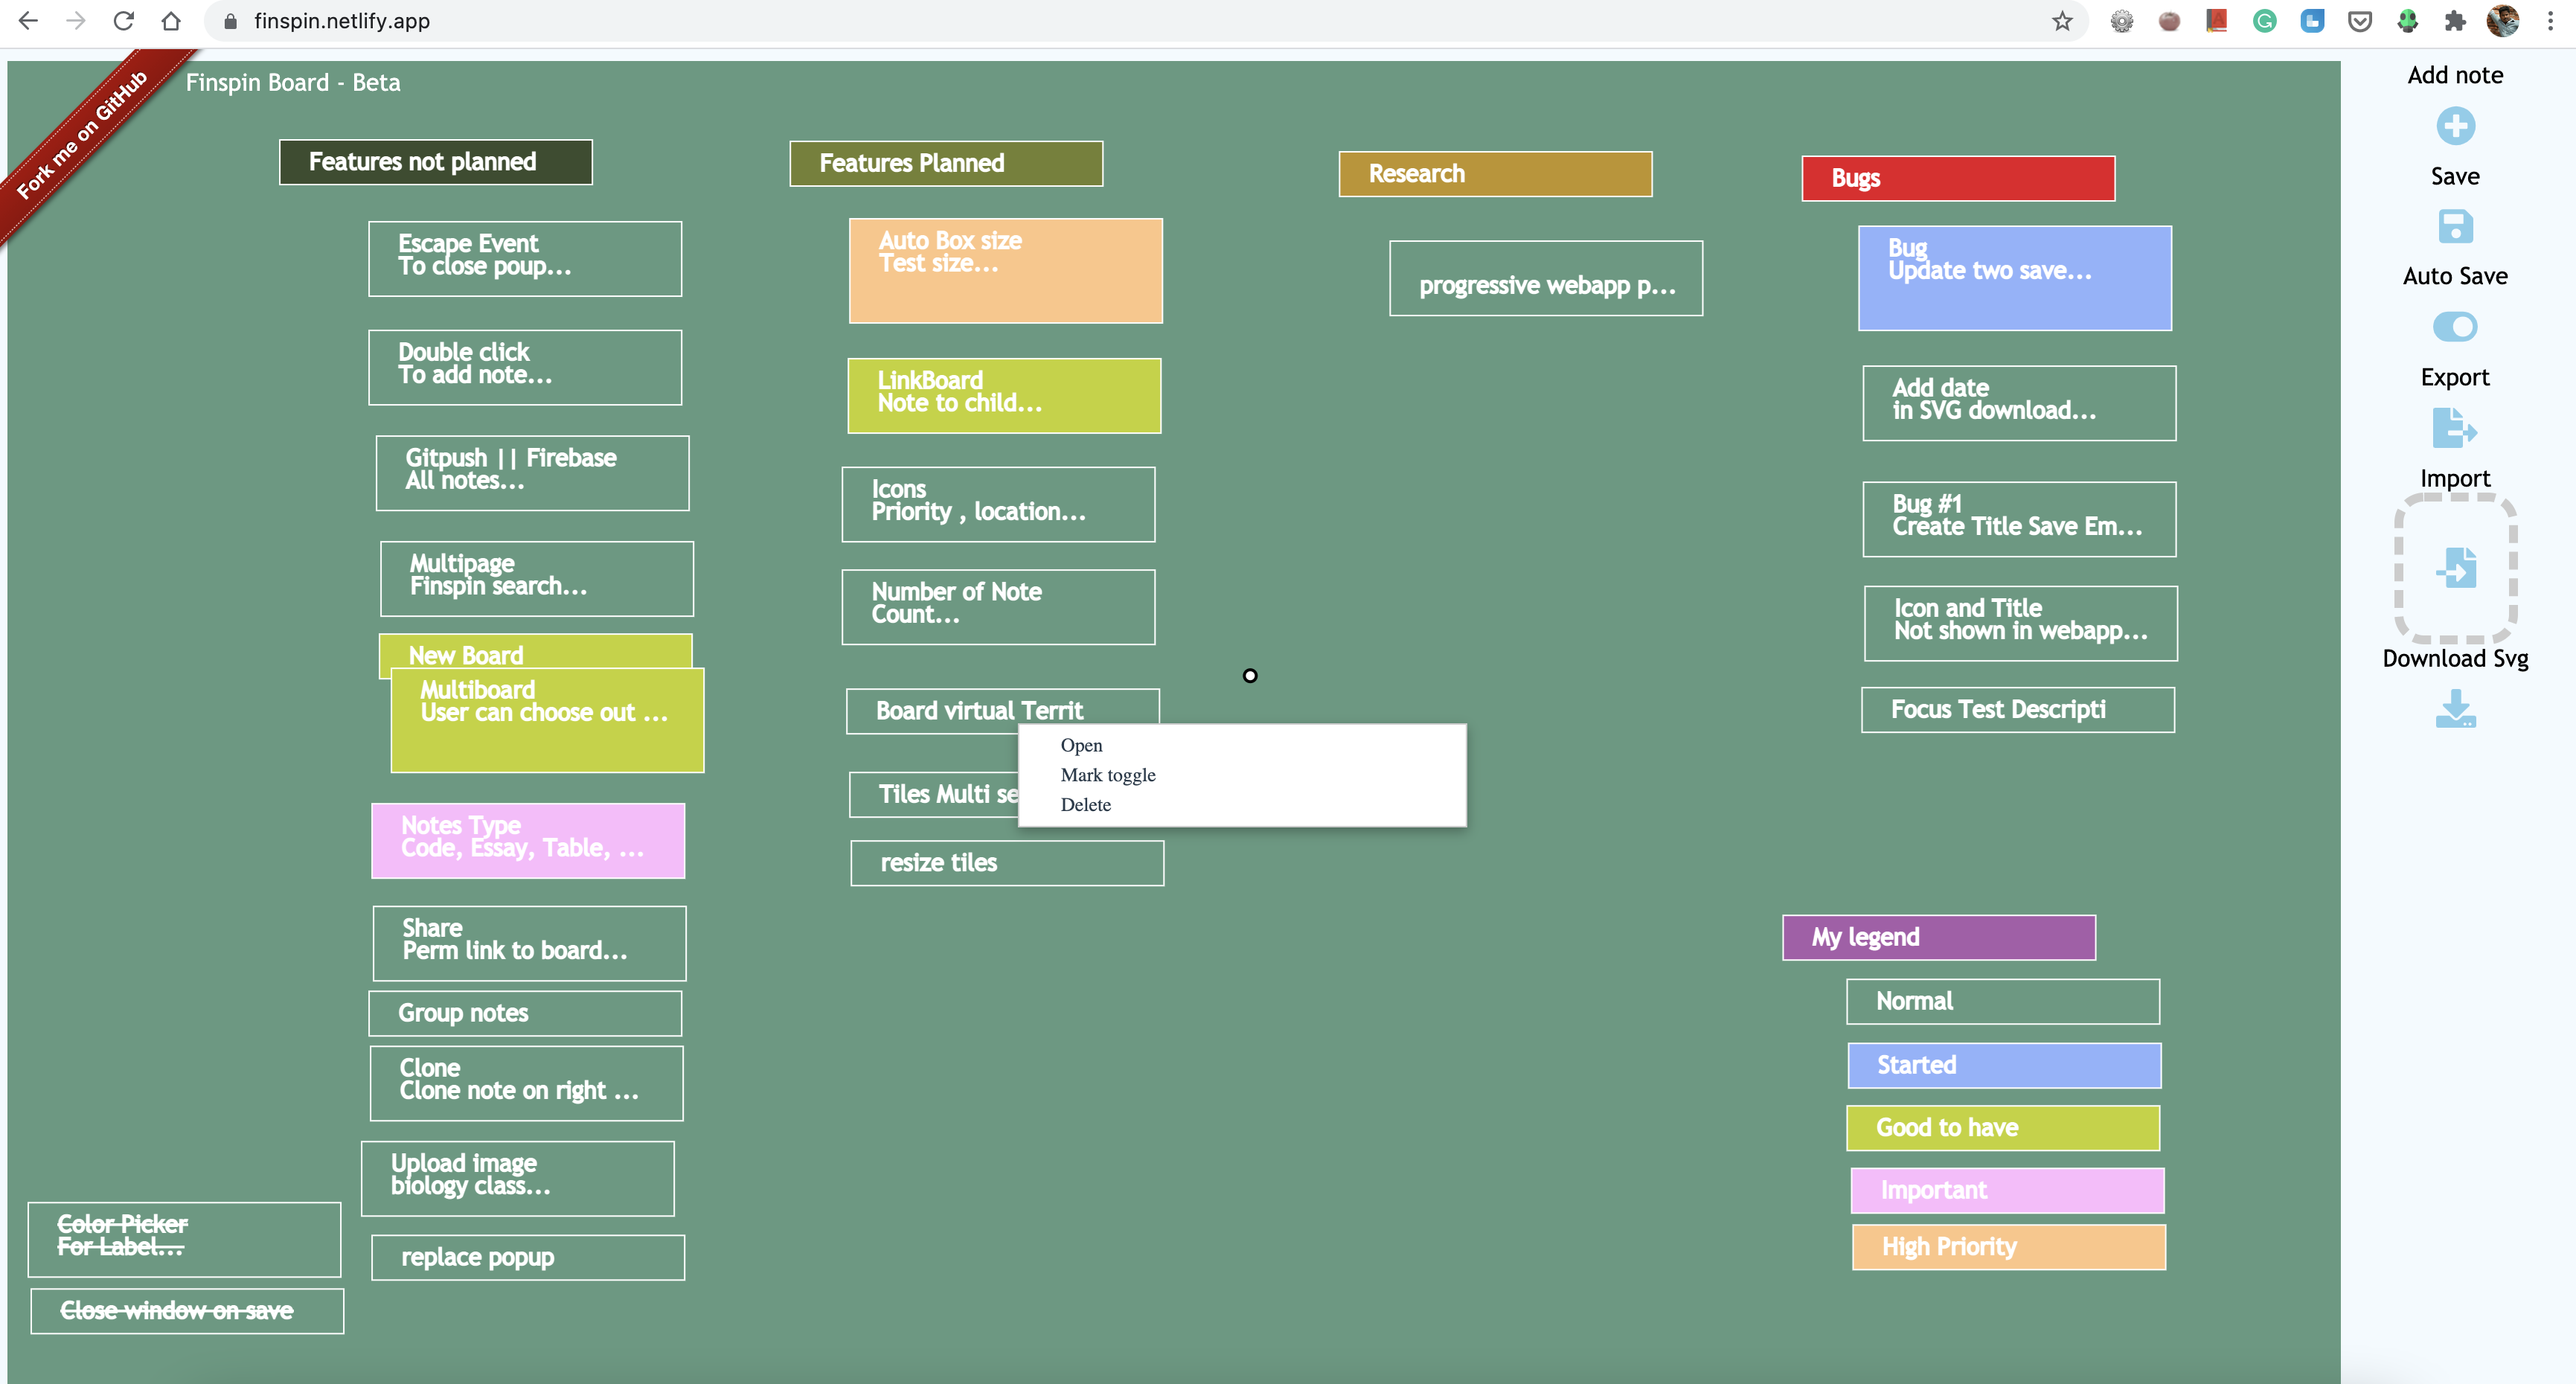 finspin.netlify.app
Fork me on GitHub
Finspin Board - Beta
Features not planned
Escape Event
To close poup...
Double click
To add note...
Gitpush || Firebase
All notes...
Multipage
Finspin search...
New Board
Multiboard
User can choose out ...
Notes Type
Code, Essay, Table, ...
Share
Perm link to board...
Group notes
Clone
Clone note on right ...
Upload image
biology class...
replace popup
Color Picker
For Label...
Close window on save
Features Planned
Auto Box size
Test size...
LinkBoard
Note to child...
Icons
Priority , location...
Number of Note
Count...
Board virtual Territ
Tiles Multi se
resize tiles
Open
Mark toggle
Delete
Research
progressive webapp p...
Bugs
Bug
Update two save...
Add date
in SVG download...
Bug #1
Create Title Save Em...
Icon and Title
Not shown in webapp...
Focus Test Descripti
My legend
Normal
Started
Good to have
Important
High Priority
Add note
Save
Auto Save
Export
Import
Download Svg